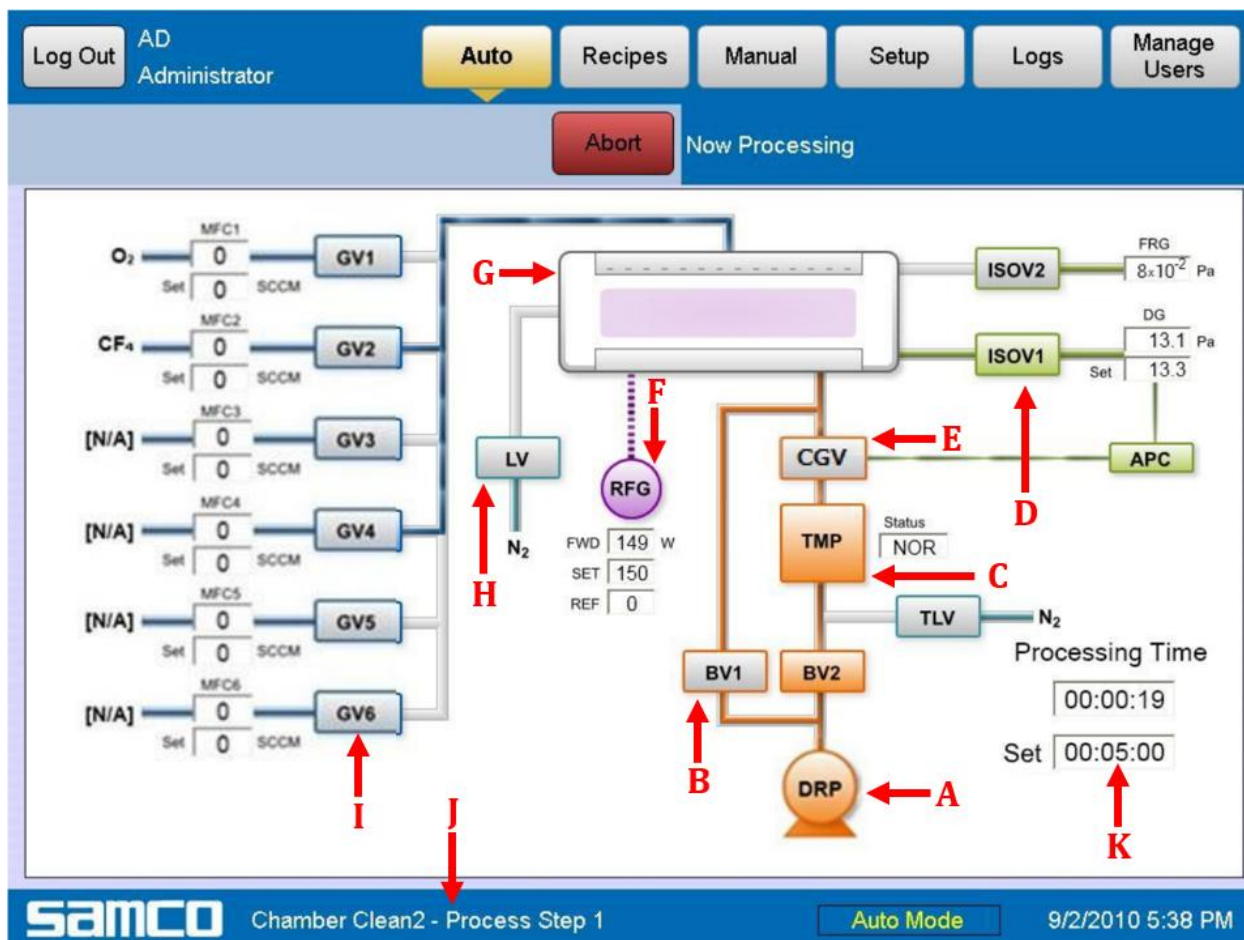 Log Out
AD
Administrator
Auto
Recipes
Manual
Setup
Logs
Manage
Users
Abort
Now Processing
MFC1
O₂
0
GV1
Set
0
SCCM
MFC2
CF₄
0
GV2
Set
0
SCCM
MFC3
[N/A]
0
GV3
Set
0
SCCM
MFC4
[N/A]
0
GV4
Set
0
SCCM
MFC5
[N/A]
0
GV5
Set
0
SCCM
MFC6
[N/A]
0
GV6
Set
0
SCCM
I
G
LV
N₂
H
F
RFG
FWD 149 W
SET 150
REF 0
ISOV2
FRG
8x10⁻² Pa
ISOV1
DG
13.1 Pa
Set 13.3
D
CGV
E
APC
TMP
Status
NOR
C
TLV
N₂
BV1
BV2
B
DRP
A
Processing Time
00:00:19
Set 00:05:00
K
J
samco
Chamber Clean2 - Process Step 1
Auto Mode
9/2/2010 5:38 PM